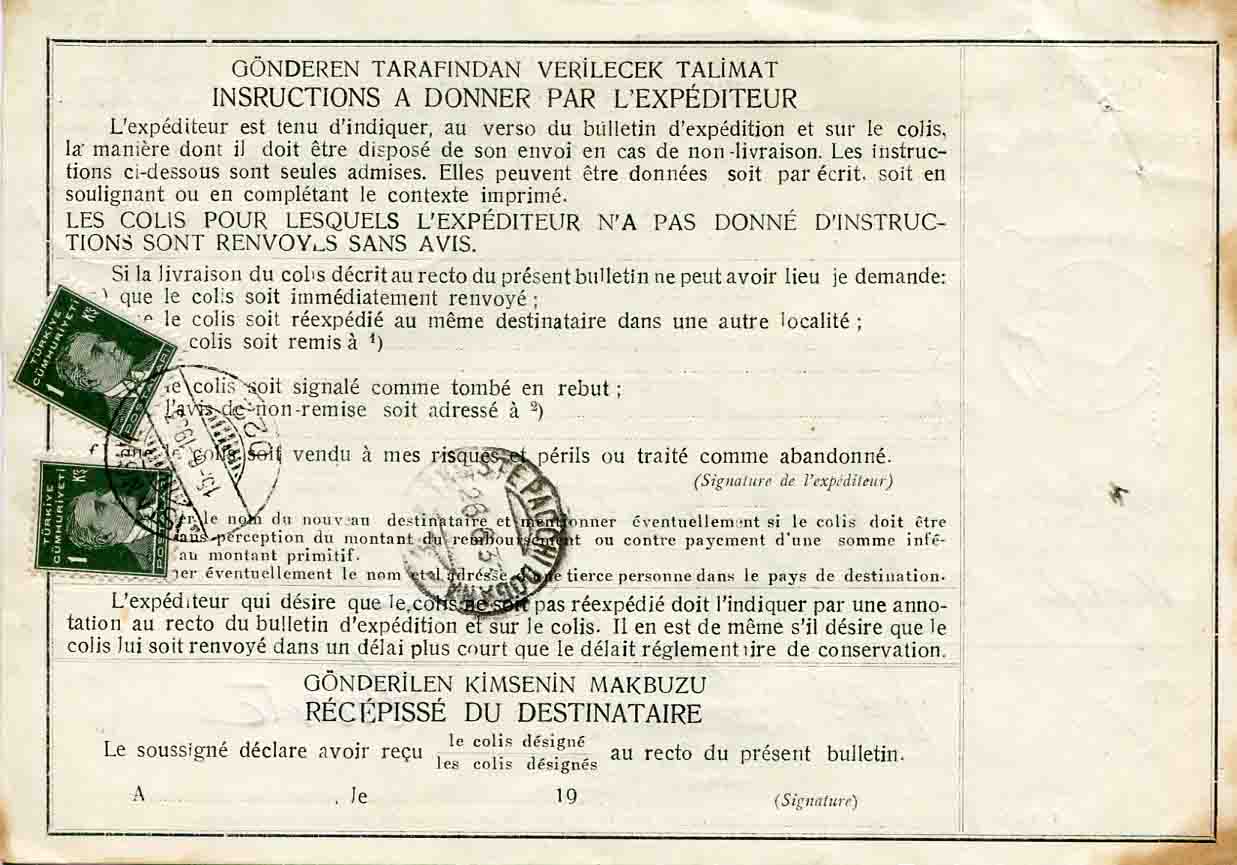 GÖNDEREN TARAFINDAN VERİLECEK TALİMAT
INSRUCTIONS A DONNER PAR L'EXPÉDITEUR
L'expéditeur est tenu d'indiquer, au verso du bulletin d'expédition et sur le colis,
la manière dont il doit être disposé de son envoi en cas de non-livraison. Les instruc-
tions ci-dessous sont seules admises. Elles peuvent être données soit par écrit, soit en
soulignant ou en complétant le contexte imprimé.
LES COLIS POUR LESQUELS L'EXPÉDITEUR N'A PAS DONNÉ D'INSTRUC-
TIONS SONT RENVOYÉS SANS AVIS.
Si la livraison du colis décrit au recto du présent bulletin ne peut avoir lieu je demande:
que le colis soit immédiatement renvoyé ;
le colis soit réexpédié au même destinataire dans une autre localité ;
colis soit remis à 1)
le colis soit signalé comme tombé en rebut ;
l'avis de non-remise soit adressé à 2)
que le colis soit vendu à mes risques et périls ou traité comme abandonné.
(Signature de l'expéditeur)
le nom du nouveau destinataire et mentionner éventuellement si le colis doit être
perception du montant du remboursement ou contre payement d'une somme infé-
au montant primitif.
éventuellement le nom et l'adresse tierce personne dans le pays de destination.
L'expéditeur qui désire que le colis ne soit pas réexpédié doit l'indiquer par une anno-
tation au recto du bulletin d'expédition et sur le colis. Il en est de même s'il désire que le
colis lui soit renvoyé dans un délai plus court que le délait réglementaire de conservation.
GÖNDERİLEN KİMSENİN MAKBUZU
RÉCÉPISSÉ DU DESTINATAIRE
Le soussigné déclare avoir reçu le colis désigné
les colis désignés au recto du présent bulletin.
A , le 19 (Signature)
TÜRKİYE
CÜMHURİYETİ
1 Krş
POSTALARI
TÜRKİYE
CÜMHURİYETİ
1 Krş
POSTALARI